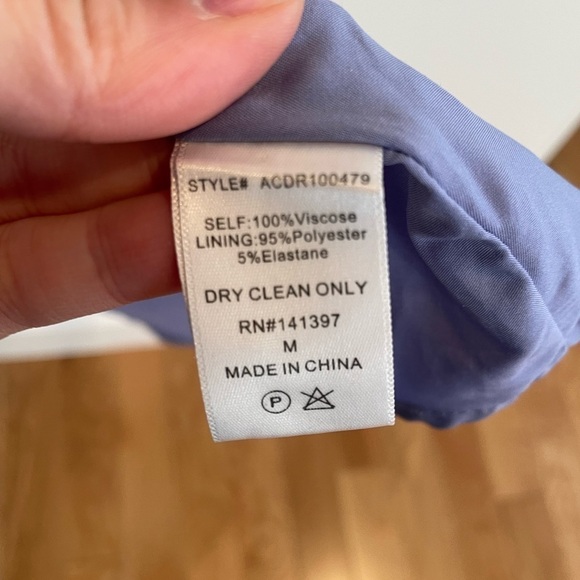 STYLE# ACDR100479
SELF:100%Viscose
LINING:95%Polyester
5%Elastane
DRY CLEAN ONLY
RN#141397
M
MADE IN CHINA
P